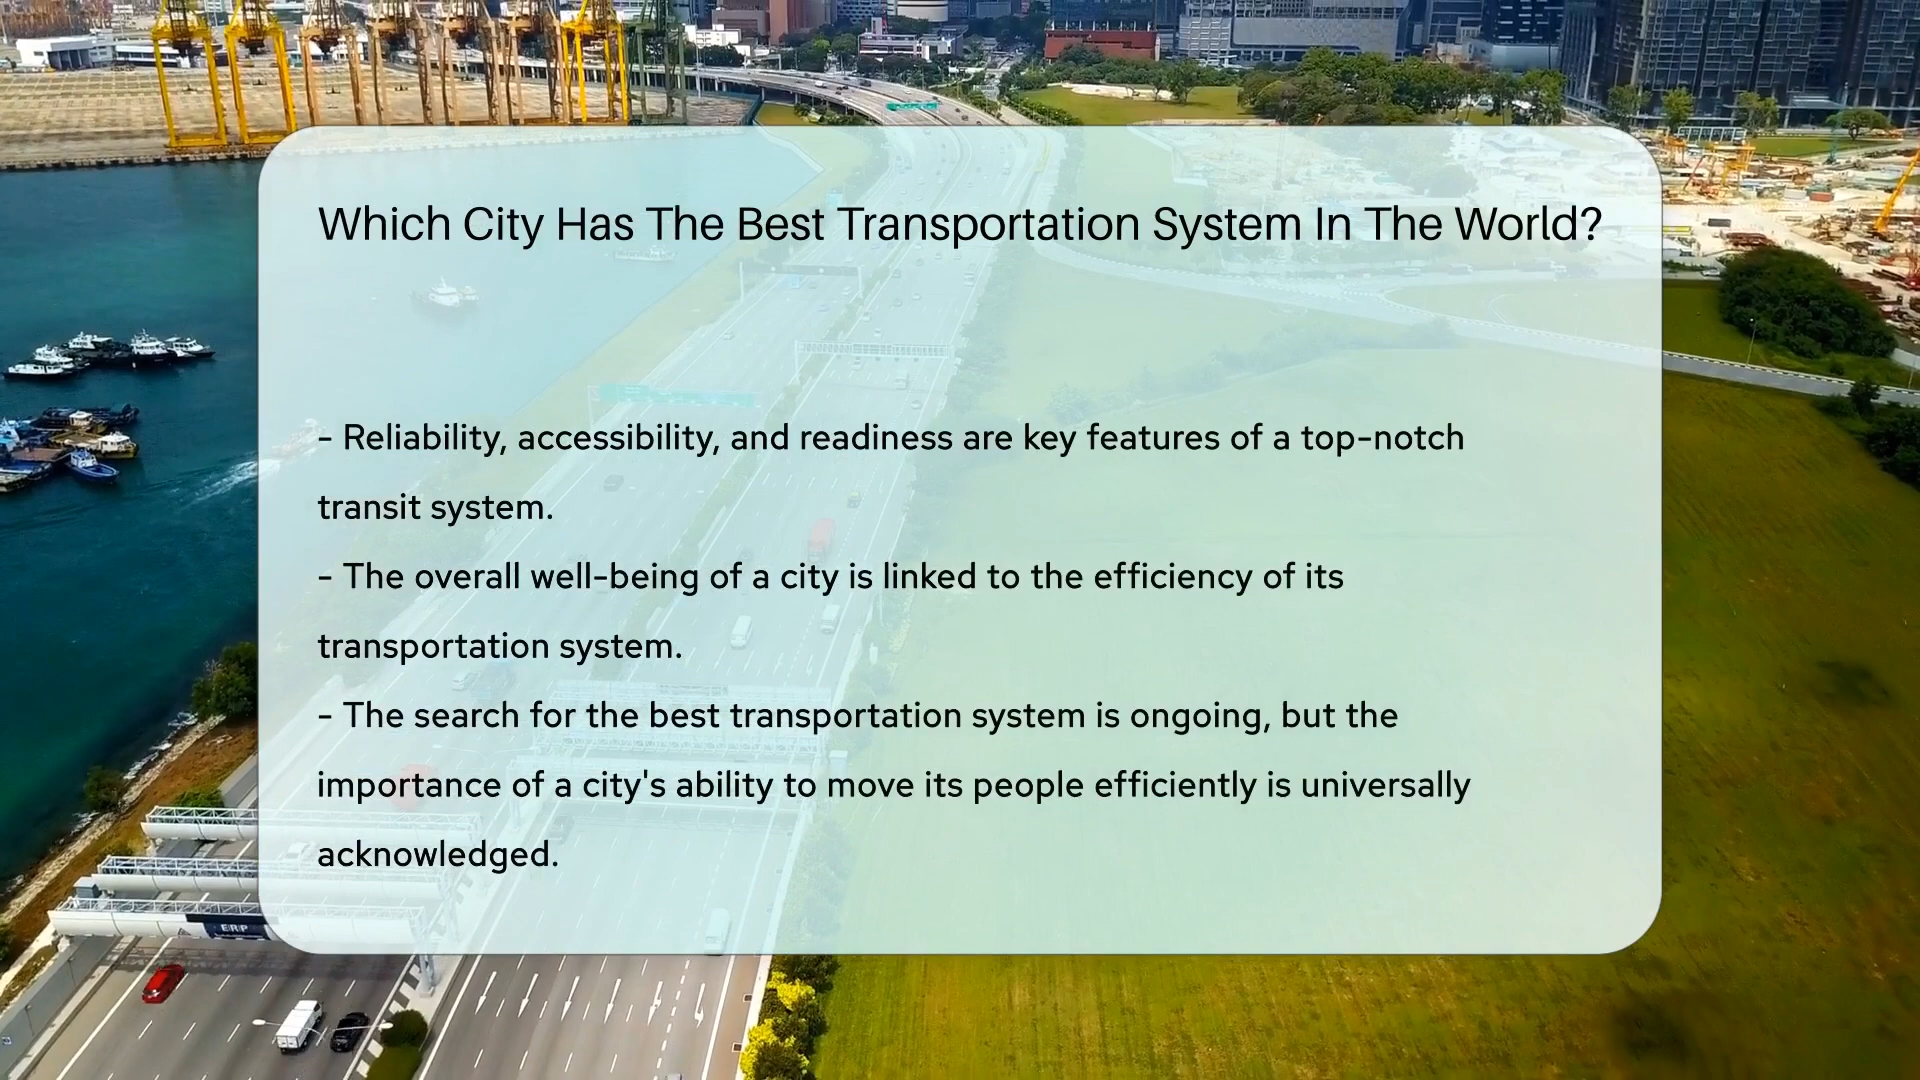 Which City Has The Best Transportation System In The World?
- Reliability, accessibility, and readiness are key features of a top-notch
transit system.
- The overall well-being of a city is linked to the efficiency of its
transportation system.
- The search for the best transportation system is ongoing, but the
importance of a city's ability to move its people efficiently is universally
acknowledged.
ERP